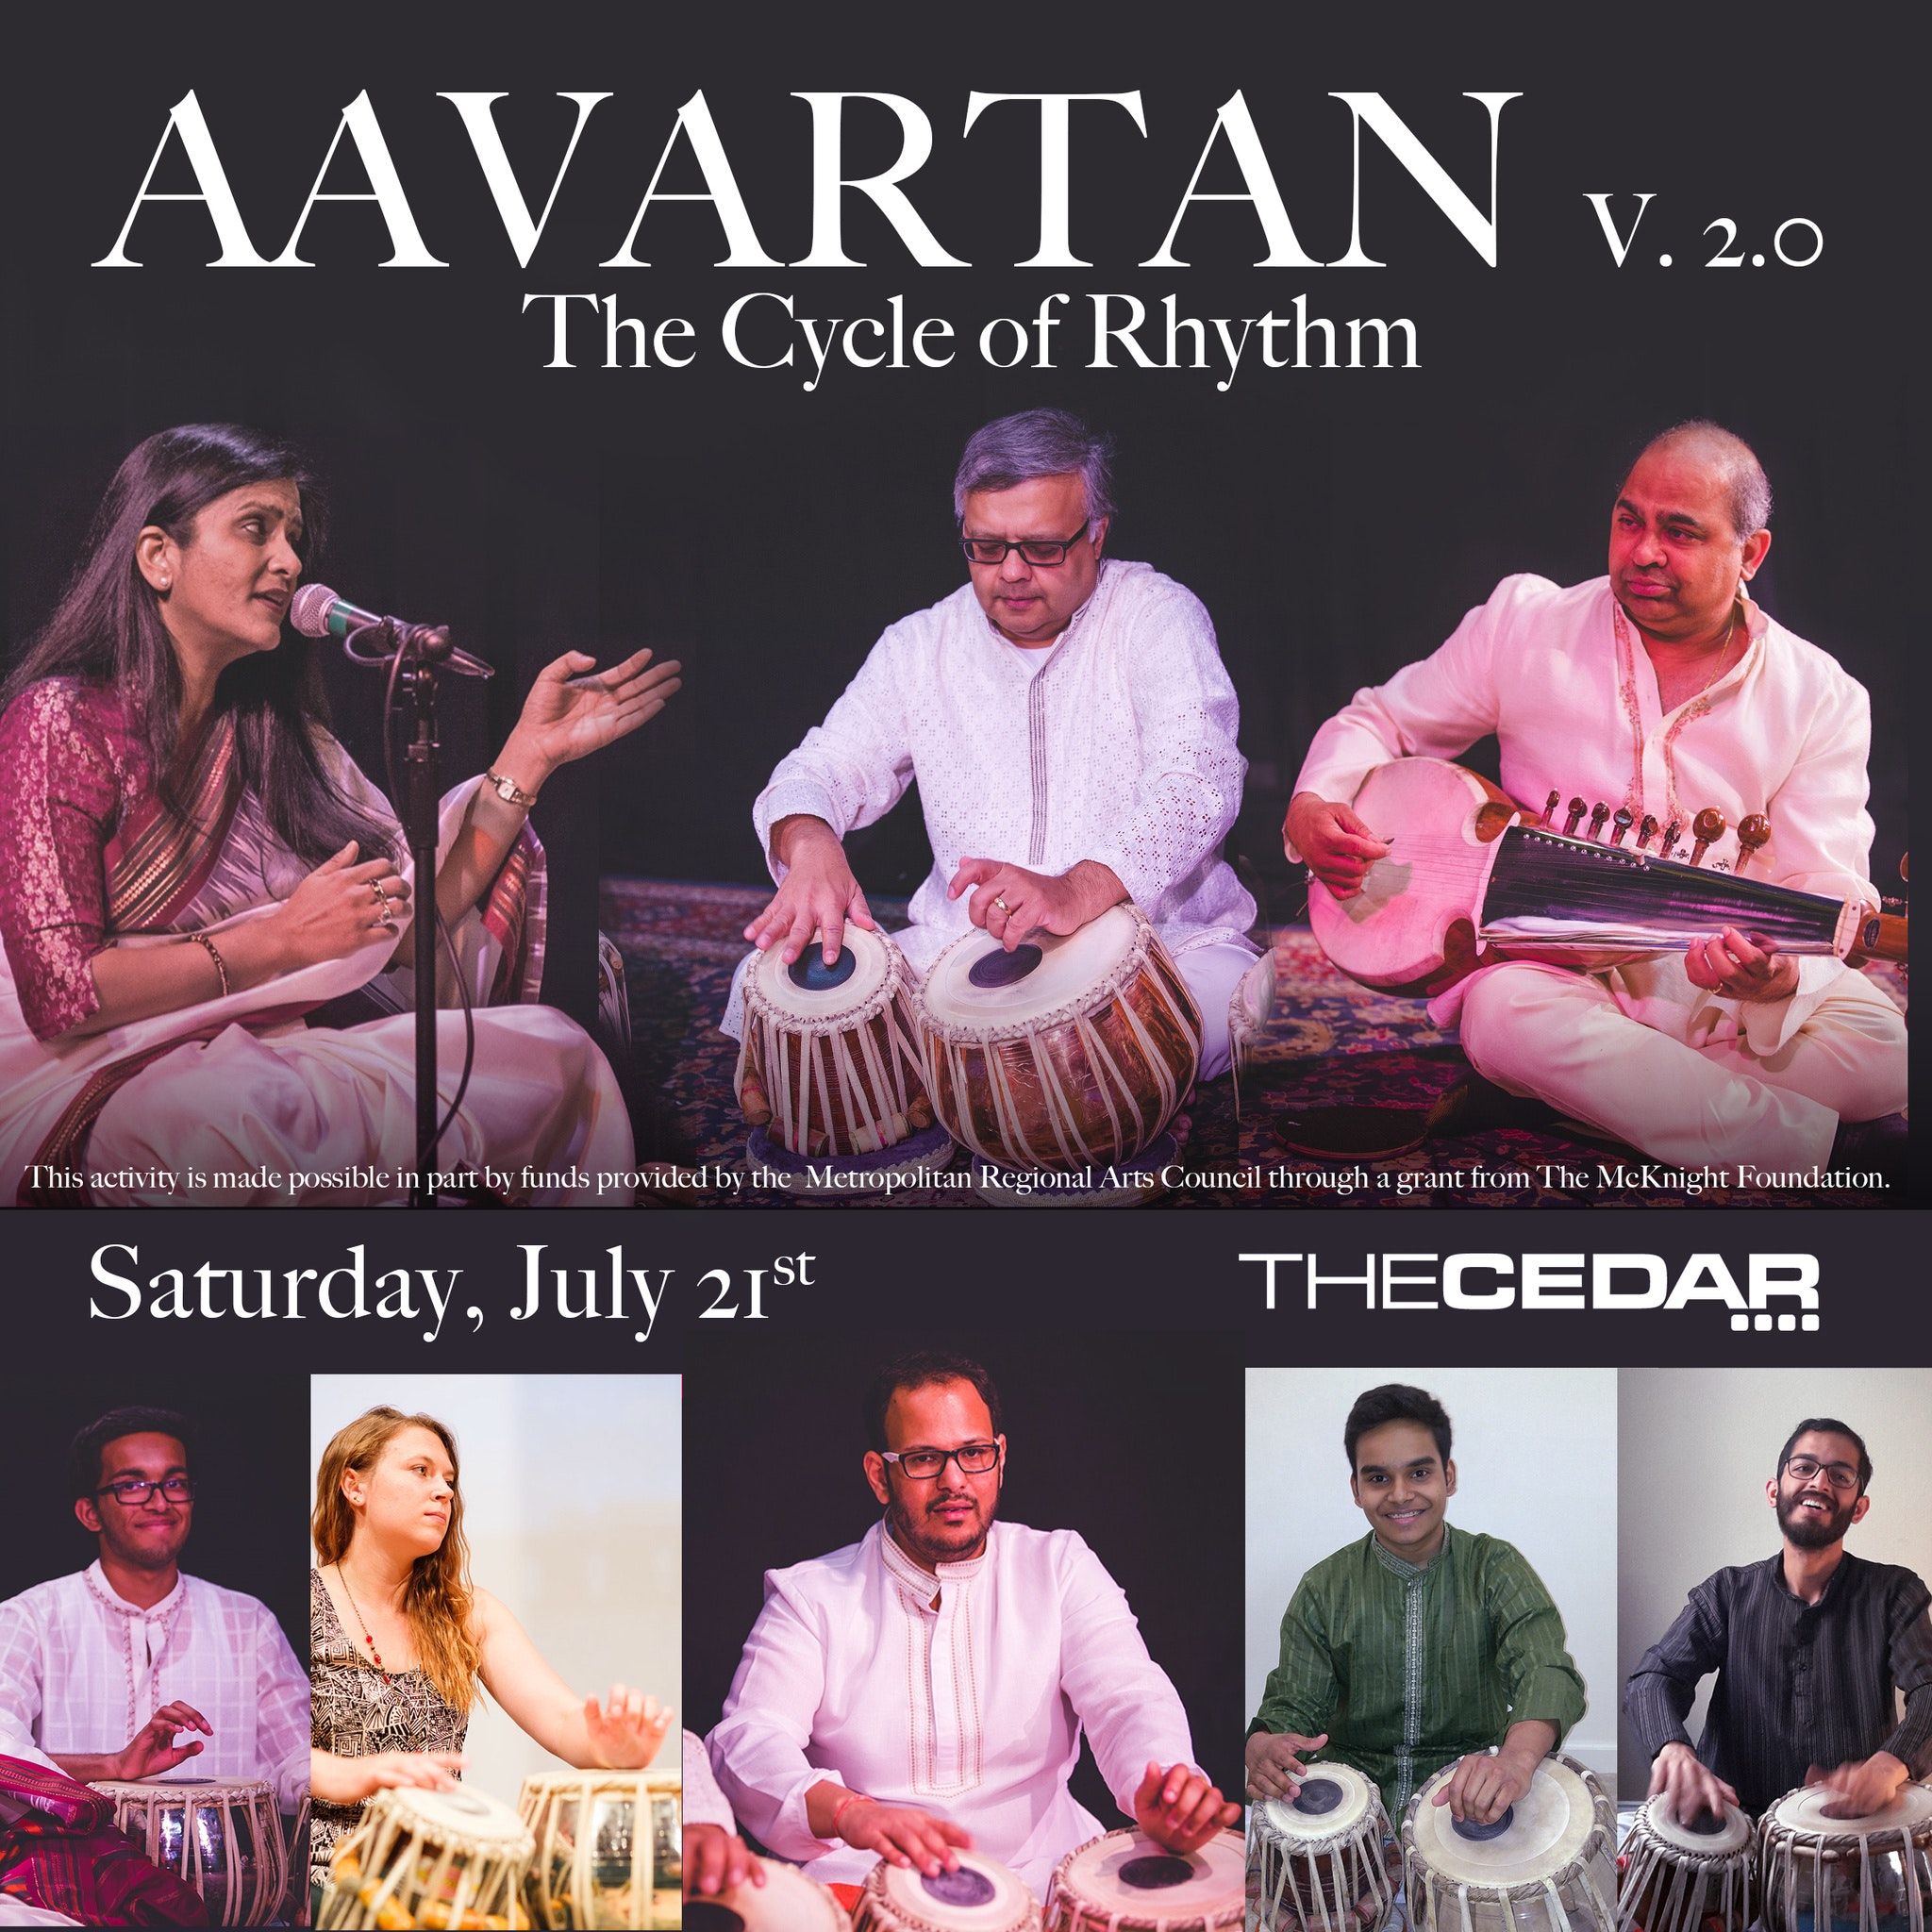 AAVARTAN V. 2.0
The Cycle of Rhythm
This activity is made possible in part by funds provided by the Metropolitan Regional Arts Council through a grant from The McKnight Foundation.
Saturday, July 21st
THECEDAR